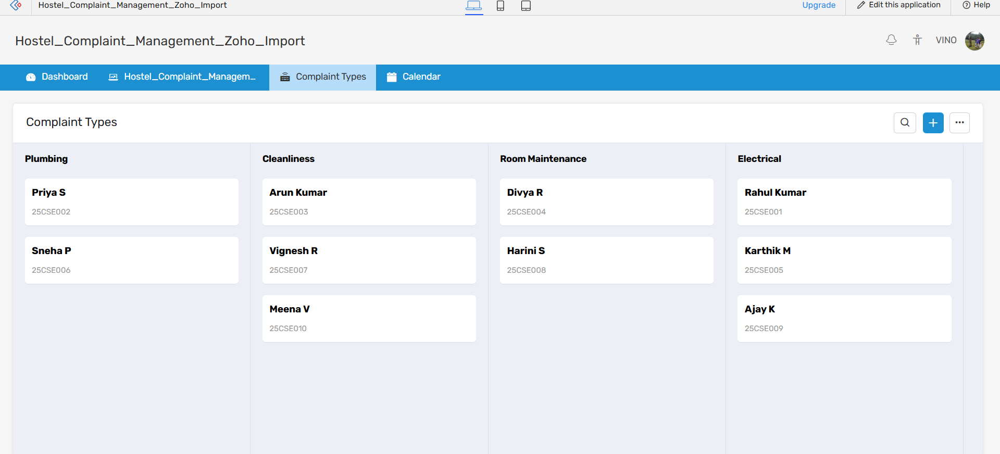 Hostel_Complaint_Management_Zoho_Import
Upgrade
Edit this application
Help
Hostel_Complaint_Management_Zoho_Import
VINO
Dashboard
Hostel_Complaint_Managem...
Complaint Types
Calendar
Complaint Types
Plumbing
Priya S
25CSE002
Sneha P
25CSE006
Cleanliness
Arun Kumar
25CSE003
Vignesh R
25CSE007
Meena V
25CSE010
Room Maintenance
Divya R
25CSE004
Harini S
25CSE008
Electrical
Rahul Kumar
25CSE001
Karthik M
25CSE005
Ajay K
25CSE009